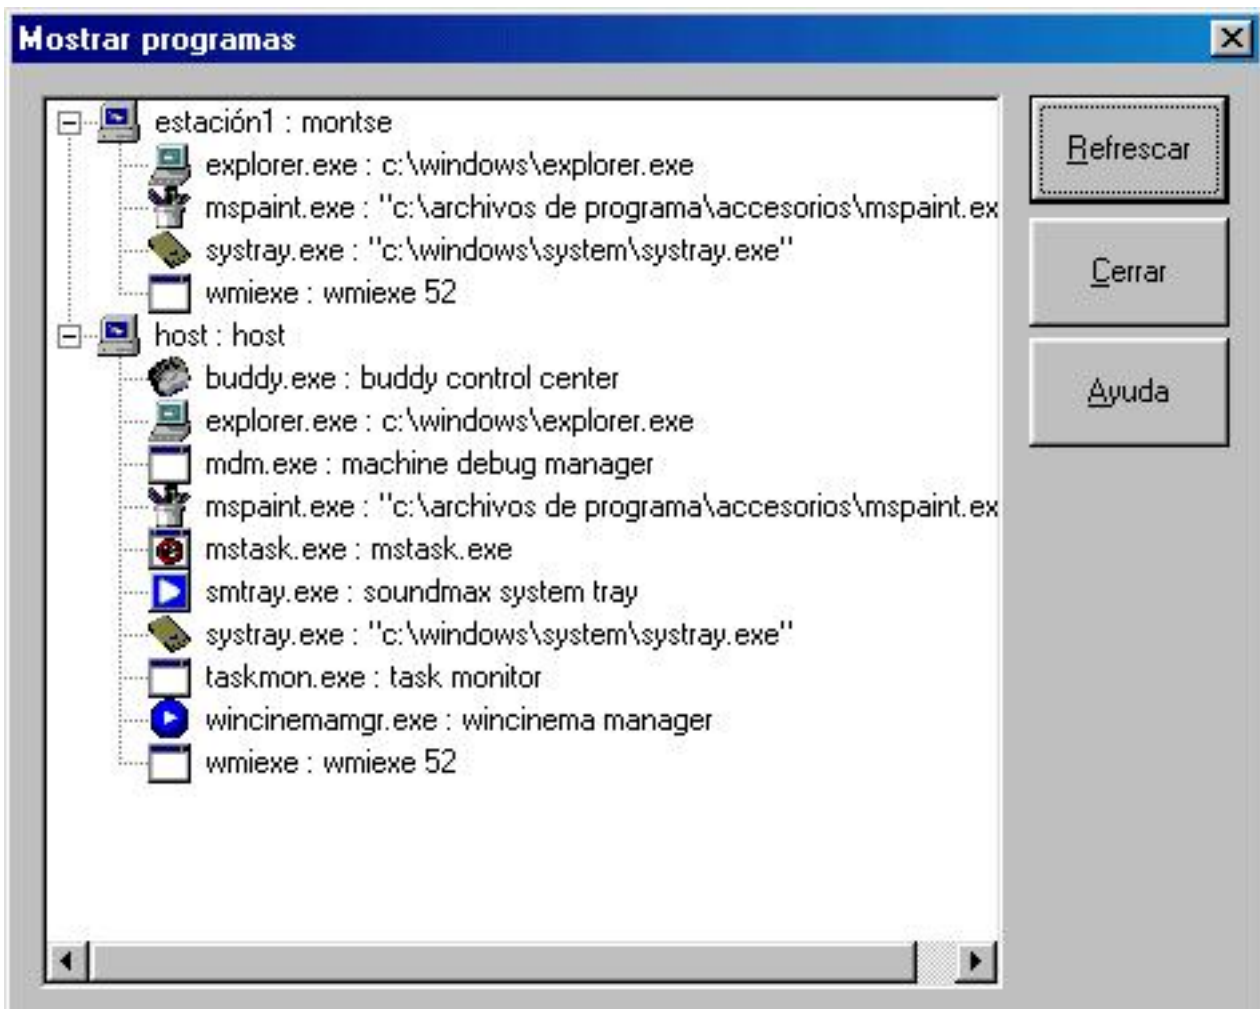 Mostrar programas
estación1 : montse
explorer.exe : c:\windows\explorer.exe
mspaint.exe : "c:\archivos de programa\accesorios\mspaint.ex
systray.exe : "c:\windows\system\systray.exe"
wmiexe : wmiexe 52
host : host
buddy.exe : buddy control center
explorer.exe : c:\windows\explorer.exe
mdm.exe : machine debug manager
mspaint.exe : "c:\archivos de programa\accesorios\mspaint.ex
mstask.exe : mstask.exe
smtray.exe : soundmax system tray
systray.exe : "c:\windows\system\systray.exe"
taskmon.exe : task monitor
wincinemamgr.exe : wincinema manager
wmiexe : wmiexe 52
Refrescar
Cerrar
Ayuda